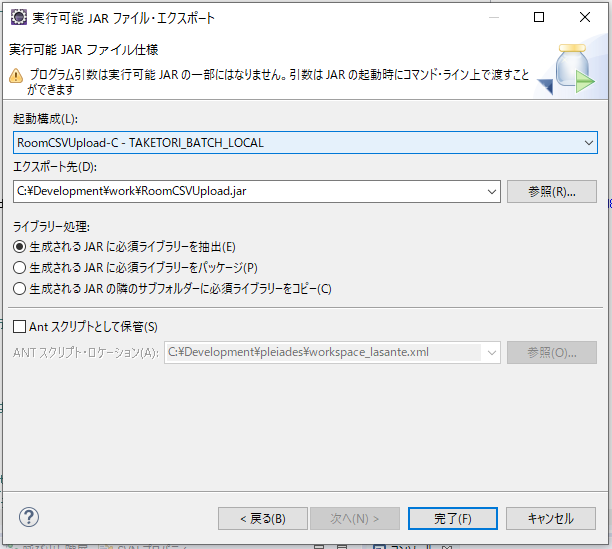 実行可能 JAR ファイル・エクスポート
実行可能 JAR ファイル仕様
プログラム引数は実行可能 JAR の一部にはなりません。引数は JAR の起動時にコマンド・ライン上で渡すこと
ができます
起動構成(L):
RoomCSVUpload-C - TAKETORI_BATCH_LOCAL
エクスポート先(D):
C:¥Development¥work¥RoomCSVUpload.jar
参照(R)...
ライブラリー処理:
生成される JAR に必須ライブラリーを抽出(E)
生成される JAR に必須ライブラリーをパッケージ(P)
生成される JAR の隣のサブフォルダーに必須ライブラリーをコピー(C)
Ant スクリプトとして保管(S)
ANT スクリプト・ロケーション(A):
C:¥Development¥pleiades¥workspace_lasante.xml
参照(O)...
< 戻る(B)
次へ(N) >
完了(F)
キャンセル